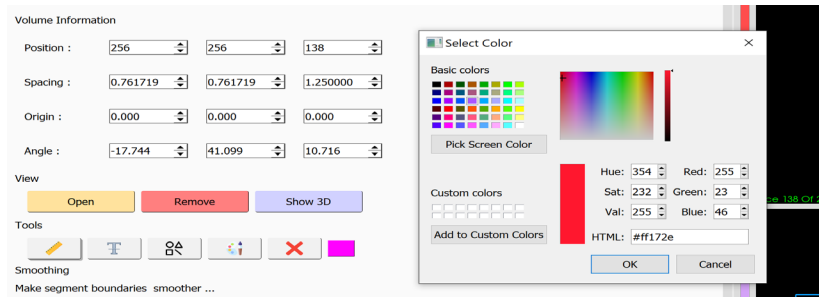 Volume Information
Position : 256 256 138
Spacing : 0.761719 0.761719 1.250000
Origin : 0.000 0.000 0.000
Angle : -17.744 41.099 10.716
View
Open Remove Show 3D
Tools
T
Smoothing
Make segment boundaries smoother ...
Select Color
Basic colors
Pick Screen Color
Custom colors
Add to Custom Colors
Hue: 354 Red: 255
Sat: 232 Green: 23
Val: 255 Blue: 46
HTML: #ff172e
OK Cancel
138 Of